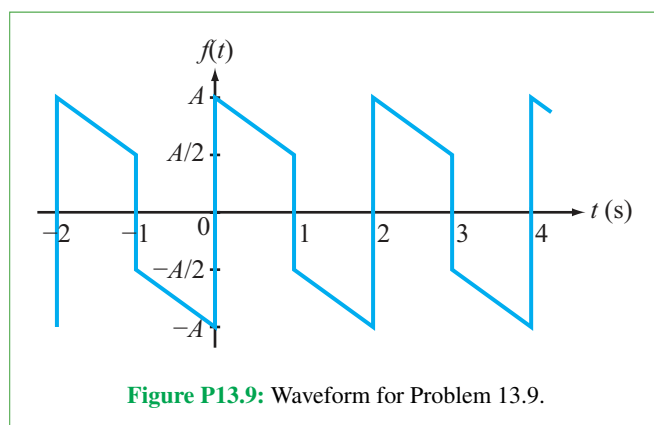 f(t)
A
A/2
t (s)
−2
−1
0
1
2
3
4
−A/2
−A
Figure P13.9: Waveform for Problem 13.9.